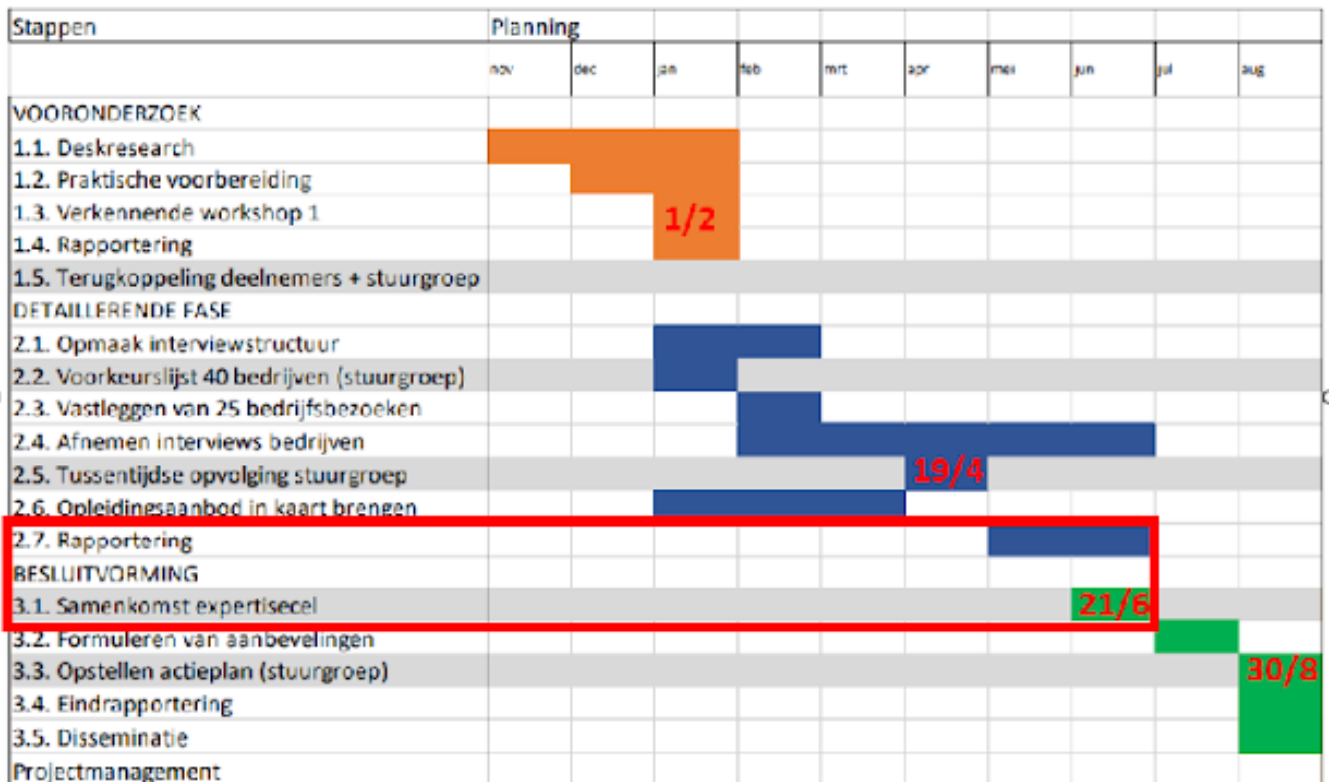 Stappen Planning
nov dec jan feb mrt apr mei jun jul aug
VOORONDERZOEK
1.1. Deskresearch
1.2. Praktische voorbereiding
1.3. Verkennende workshop 1 1/2
1.4. Rapportering
1.5. Terugkoppeling deelnemers + stuurgroep
DETAILLERENDE FASE
2.1. Opmaak interviewstructuur
2.2. Voorkeurslijst 40 bedrijven (stuurgroep)
2.3. Vastleggen van 25 bedrijfsbezoeken
2.4. Afnemen interviews bedrijven
2.5. Tussentijdse opvolging stuurgroep 19/4
2.6. Opleidingsaanbod in kaart brengen
2.7. Rapportering
BESLUITVORMING
3.1. Samenkomst expertisecel 21/6
3.2. Formuleren van aanbevelingen
3.3. Opstellen actieplan (stuurgroep) 30/8
3.4. Eindrapportering
3.5. Disseminatie
Projectmanagement